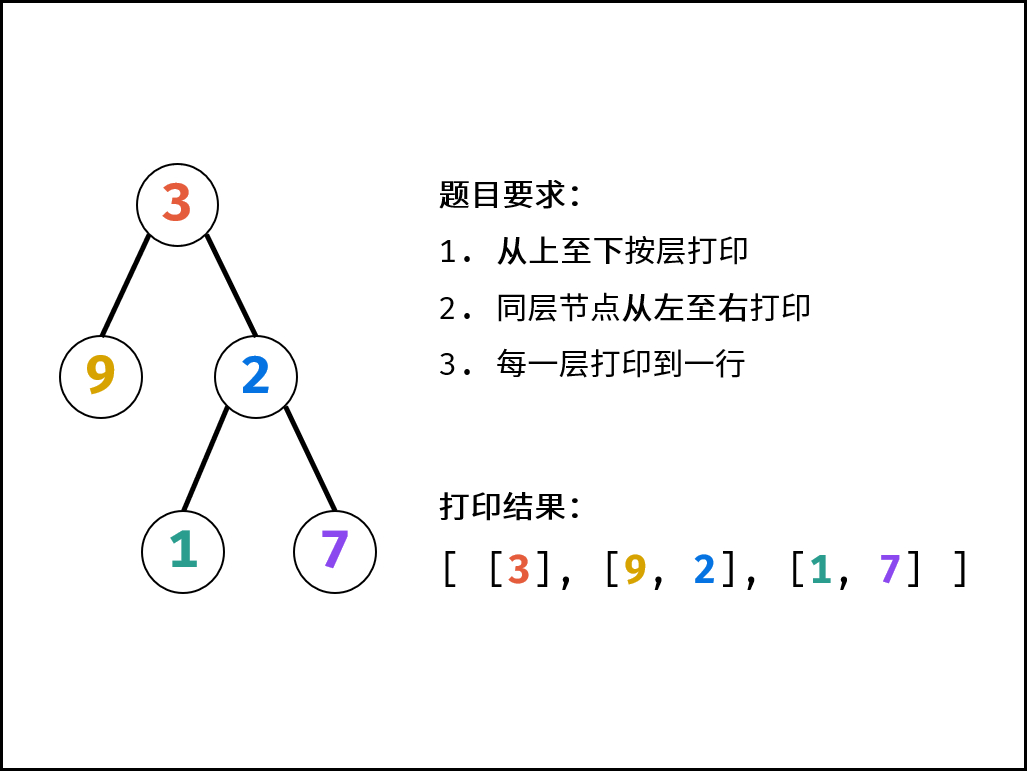 3
9 2
1 7
题目要求：
1. 从上至下按层打印
2. 同层节点从左至右打印
3. 每一层打印到一行
打印结果：
[ [3], [9, 2], [1, 7] ]